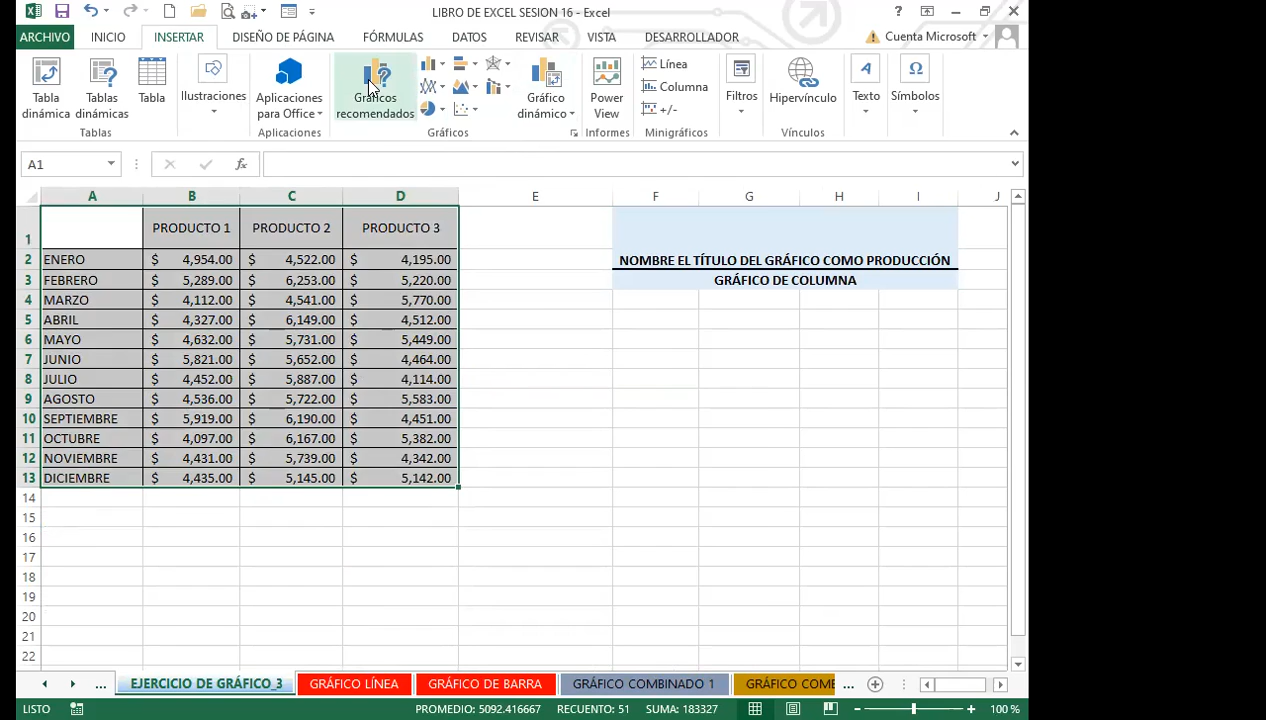 LIBRO DE EXCEL SESION 16 - Excel
ARCHIVO INICIO INSERTAR DISEÑO DE PÁGINA FÓRMULAS DATOS REVISAR VISTA DESARROLLADOR Cuenta Microsoft
Tabla dinámica
Tablas dinámicas
Tabla
Tablas
Ilustraciones
Aplicaciones para Office
Aplicaciones
Gráficos recomendados
Gráfico dinámico
Gráficos
Power View
Informes
Línea
Columna
+/-
Minigráficos
Filtros
Hipervínculo
Vínculos
Texto
Símbolos
A1
fx
A B C D E F G H I J
1 PRODUCTO 1 PRODUCTO 2 PRODUCTO 3
2 ENERO $ 4,954.00 $ 4,522.00 $ 4,195.00 NOMBRE EL TÍTULO DEL GRÁFICO COMO PRODUCCIÓN
3 FEBRERO $ 5,289.00 $ 6,253.00 $ 5,220.00 GRÁFICO DE COLUMNA
4 MARZO $ 4,112.00 $ 4,541.00 $ 5,770.00
5 ABRIL $ 4,327.00 $ 6,149.00 $ 4,512.00
6 MAYO $ 4,632.00 $ 5,731.00 $ 5,449.00
7 JUNIO $ 5,821.00 $ 5,652.00 $ 4,464.00
8 JULIO $ 4,452.00 $ 5,887.00 $ 4,114.00
9 AGOSTO $ 4,536.00 $ 5,722.00 $ 5,583.00
10 SEPTIEMBRE $ 5,919.00 $ 6,190.00 $ 4,451.00
11 OCTUBRE $ 4,097.00 $ 6,167.00 $ 5,382.00
12 NOVIEMBRE $ 4,431.00 $ 5,739.00 $ 4,342.00
13 DICIEMBRE $ 4,435.00 $ 5,145.00 $ 5,142.00
14
15
16
17
18
19
20
21
22
... EJERCICIO DE GRÁFICO_3 GRÁFICO LÍNEA GRÁFICO DE BARRA GRÁFICO COMBINADO 1 GRÁFICO COME ...
LISTO PROMEDIO: 5092.416667 RECUENTO: 51 SUMA: 183327 100 %